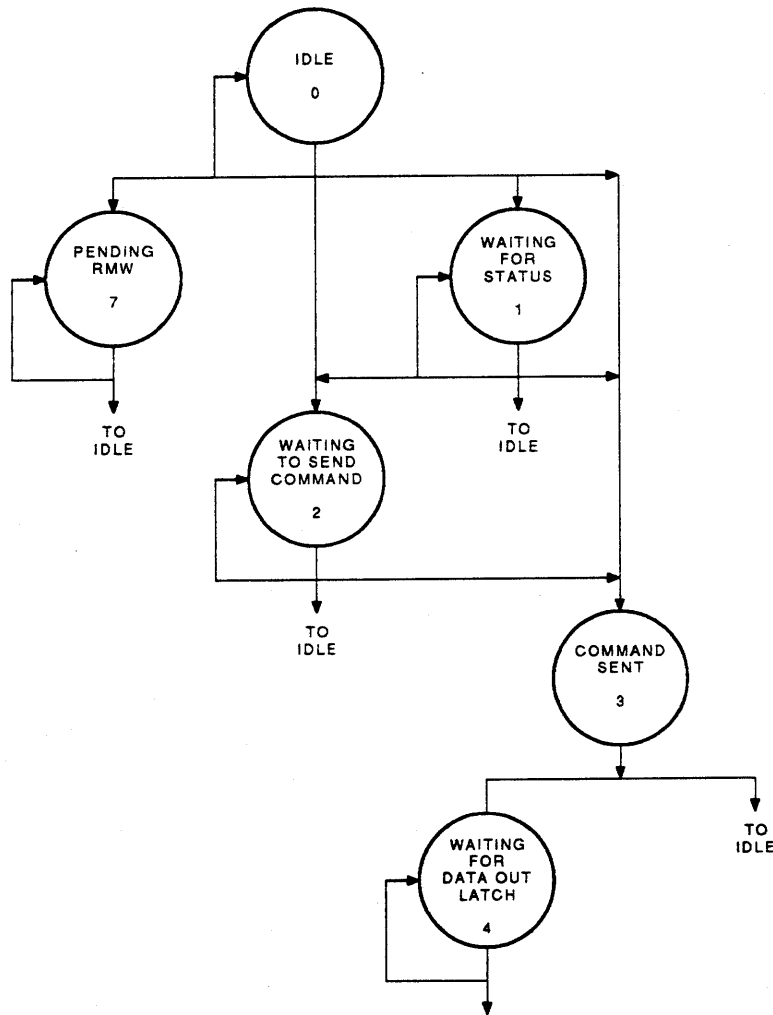 IDLE
0
PENDING
RMW
7
WAITING
FOR
STATUS
1
TO
IDLE
TO
IDLE
WAITING
TO SEND
COMMAND
2
TO
IDLE
COMMAND
SENT
3
TO
IDLE
WAITING
FOR
DATA OUT
LATCH
4